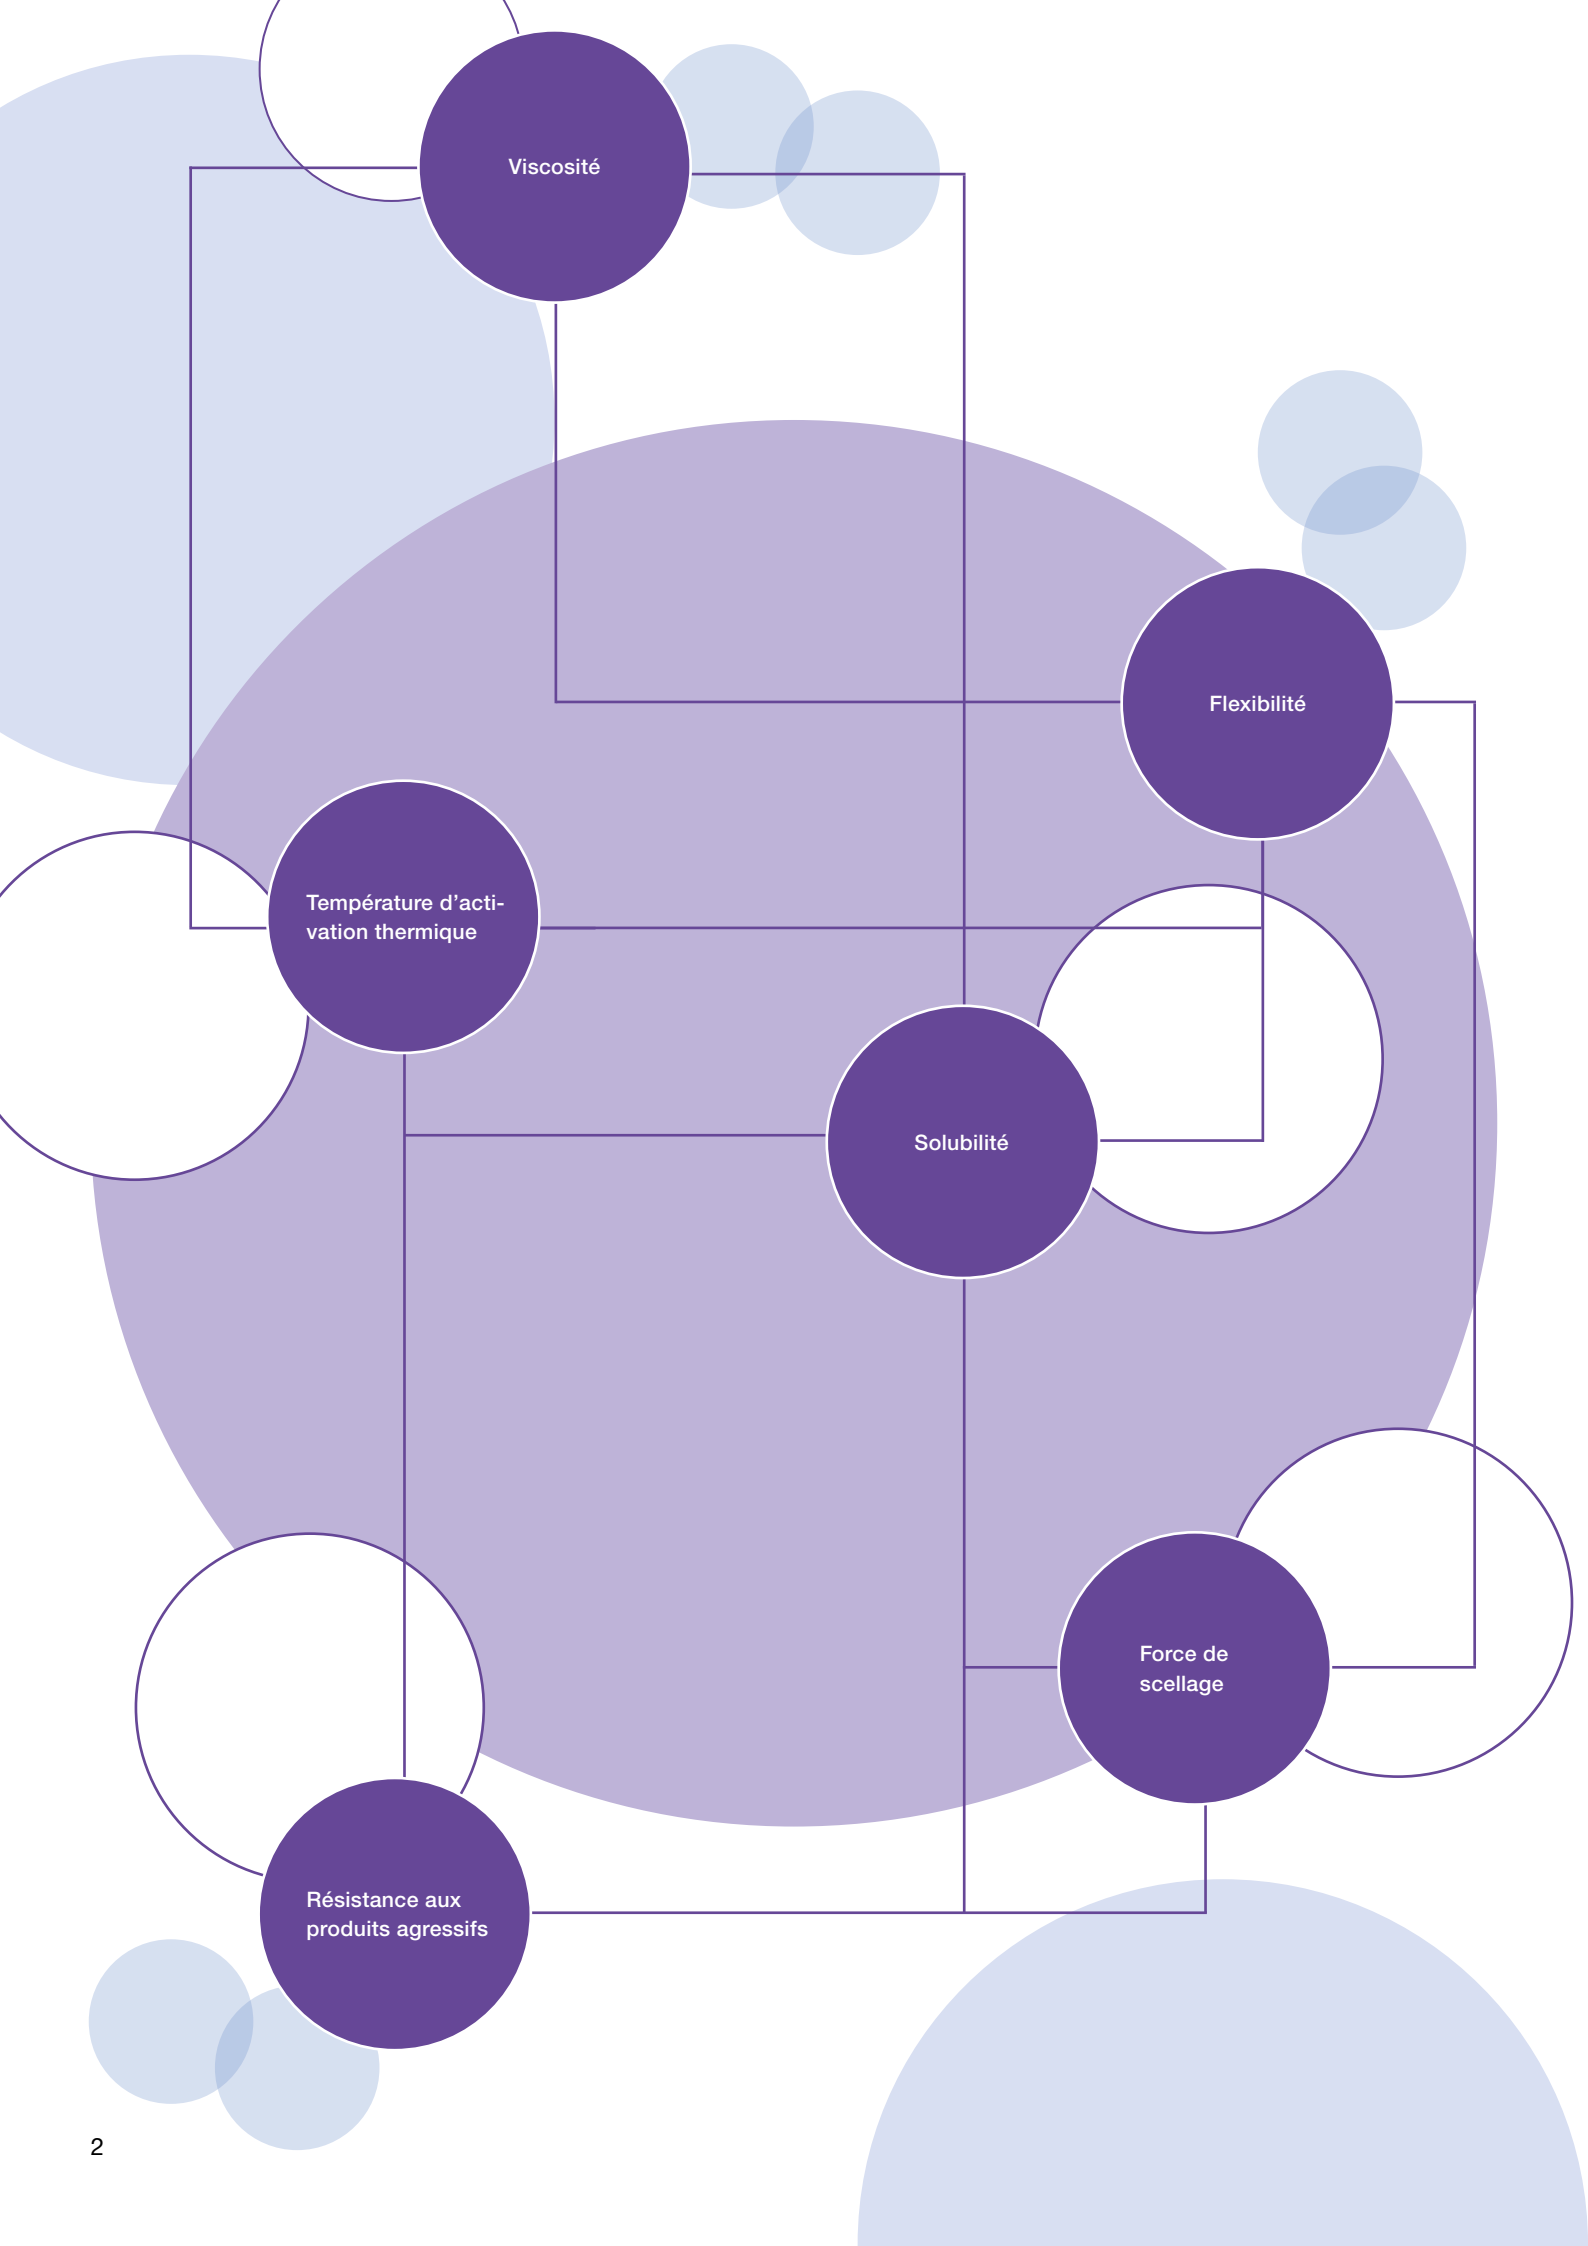 Viscosité
Flexibilité
Température d’acti-
vation thermique
Solubilité
Force de
scellage
Résistance aux
produits agressifs
2